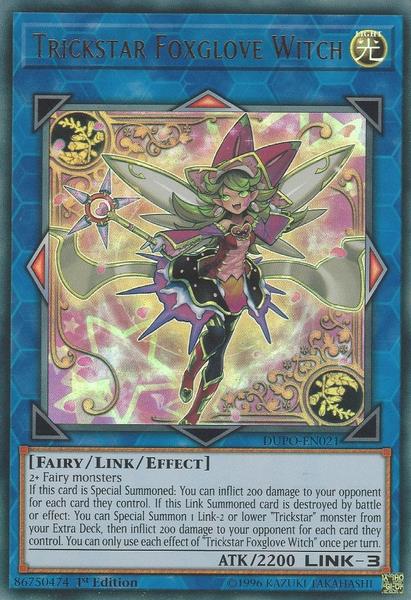 TRICKSTAR FOXGLOVE WITCH
LIGHT
光
DUPO-EN021
[FAIRY/LINK/EFFECT]
2+ Fairy monsters
If this card is Special Summoned: You can inflict 200 damage to your opponent
for each card they control. If this Link Summoned card is destroyed by battle
or effect: You can Special Summon 1 Link-2 or lower "Trickstar" monster from
your Extra Deck, then inflict 200 damage to your opponent for each card they
control. You can only use each effect of "Trickstar Foxglove Witch" once per turn.
ATK/2200 LINK-3
86750474 1st Edition ©1996 KAZUKI TAKAHASHI